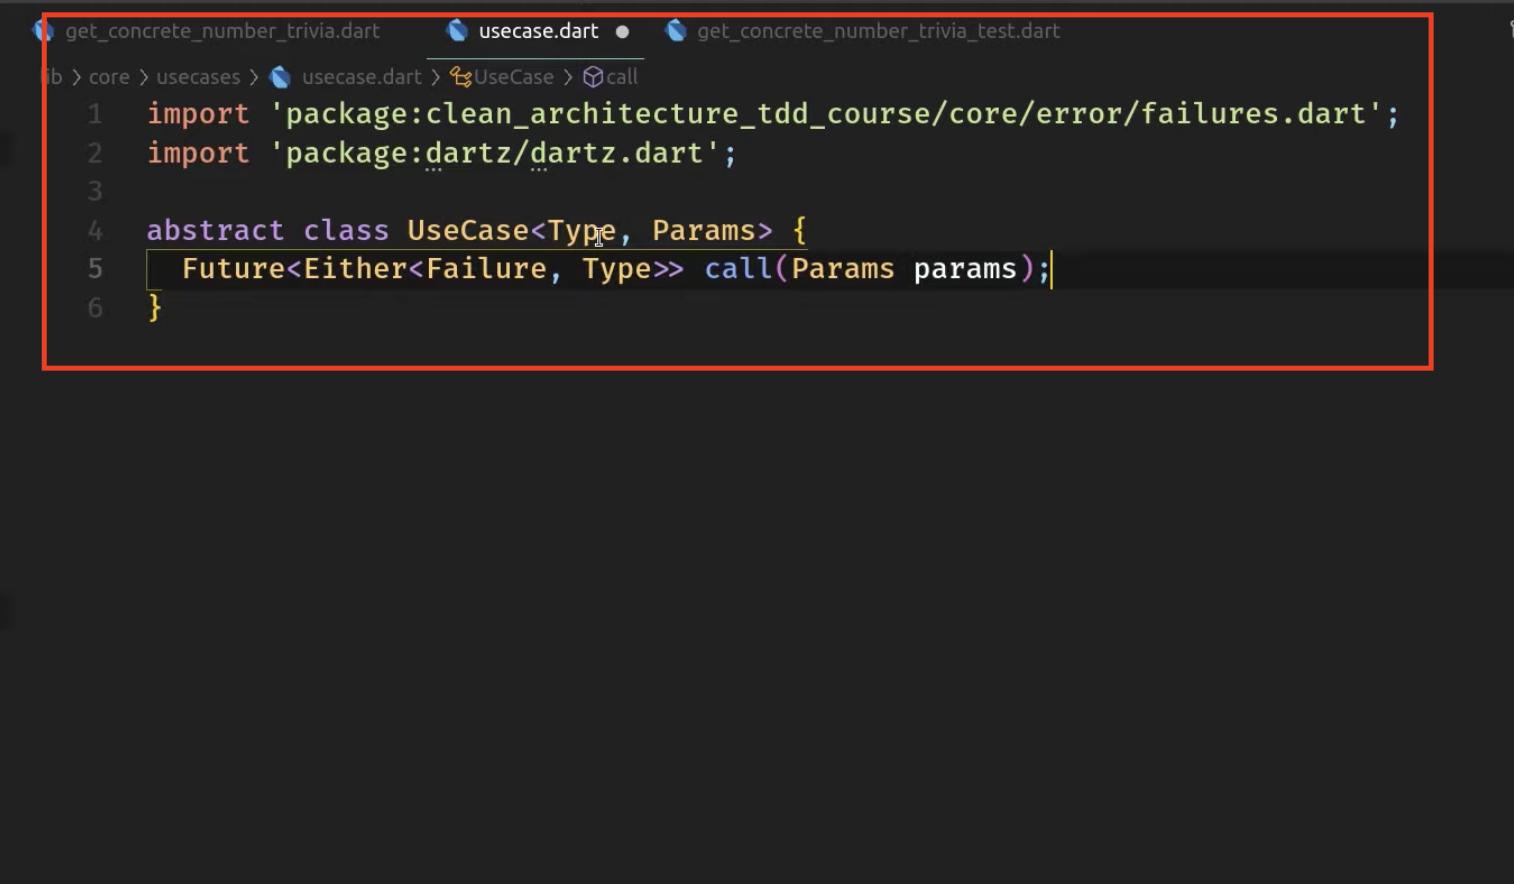 get_concrete_number_trivia.dart usecase.dart get_concrete_number_trivia_test.dart
lib > core > usecases > usecase.dart > UseCase > call
1 import 'package:clean_architecture_tdd_course/core/error/failures.dart';
2 import 'package:dartz/dartz.dart';
3
4 abstract class UseCase<Type, Params> {
5 Future<Either<Failure, Type>> call(Params params);
6 }